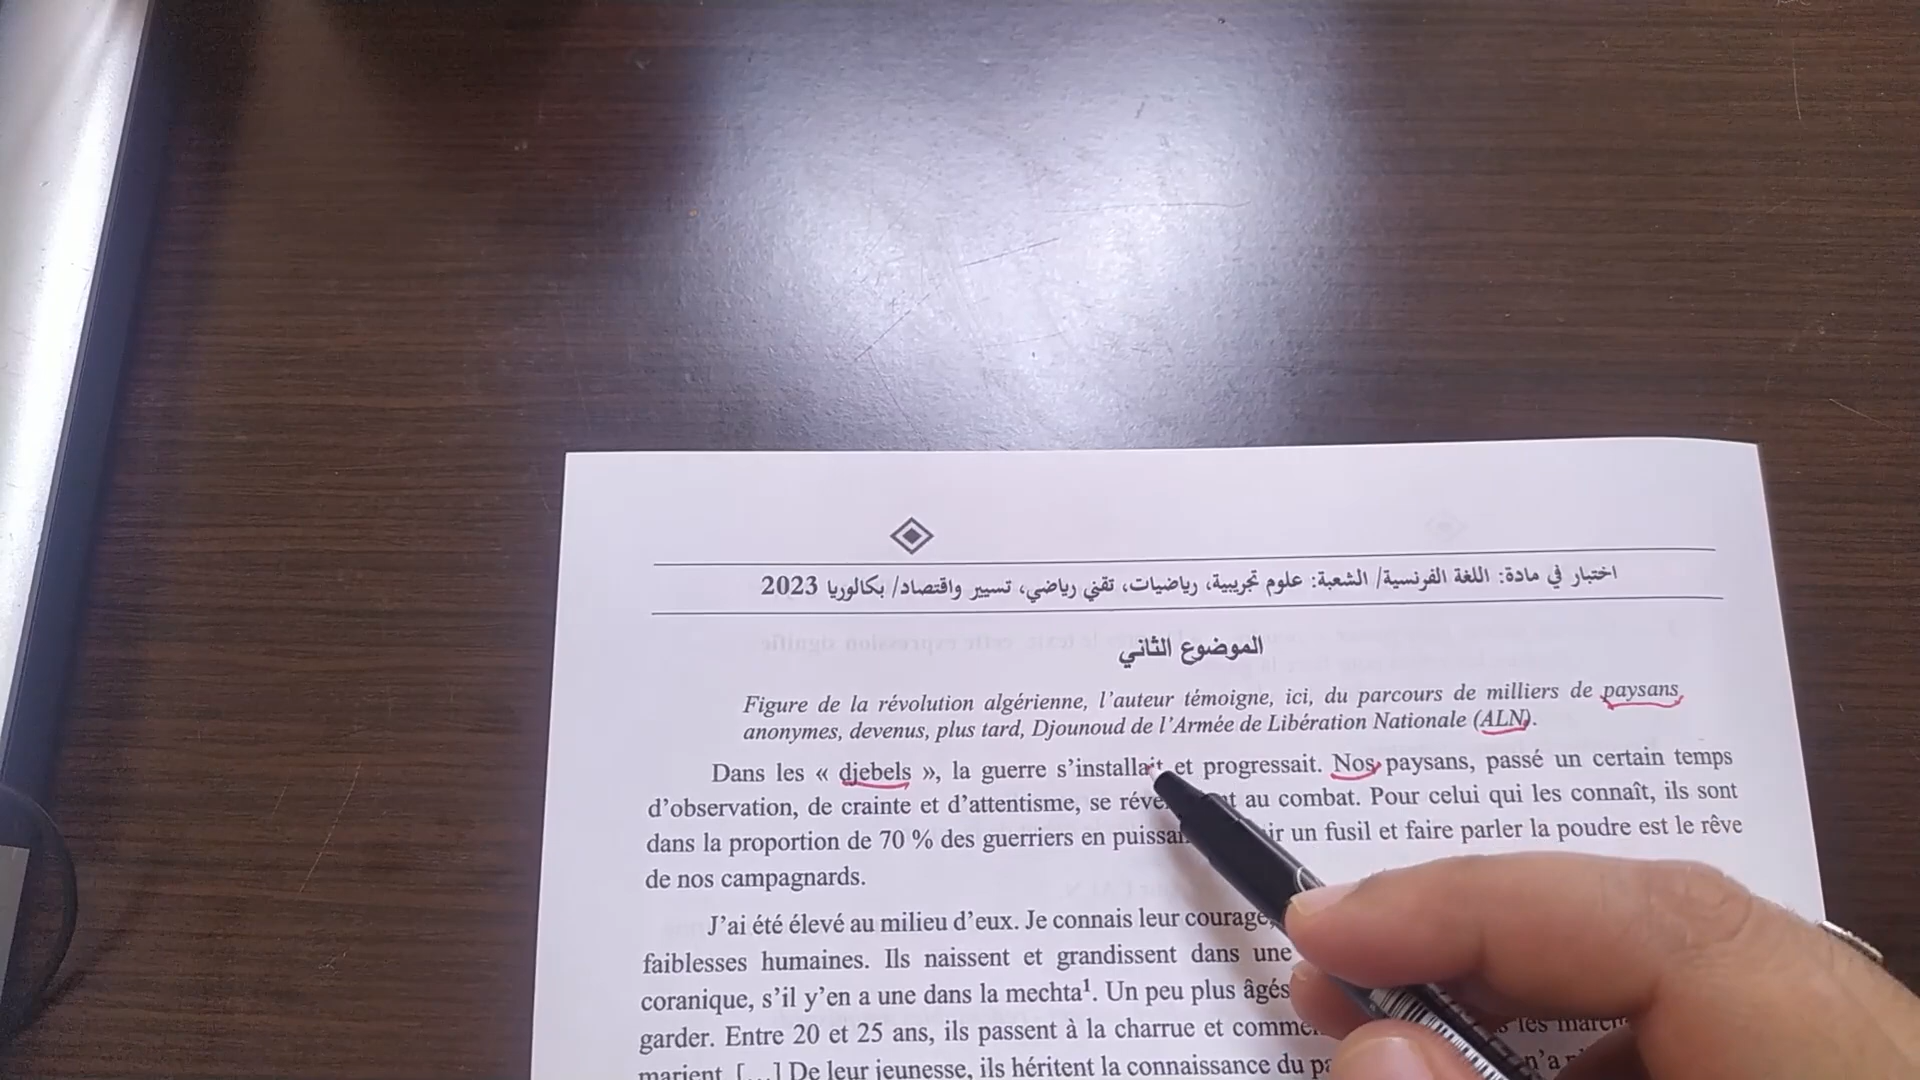 اختبار في مادة: اللغة الفرنسية/ الشعبة: علوم تجريبية، رياضيات، تقني رياضي، تسيير واقتصاد/ بكالوريا 2023
الموضوع الثاني
Figure de la révolution algérienne, l'auteur témoigne, ici, du parcours de milliers de paysans
anonymes, devenus, plus tard, Djounoud de l'Armée de Libération Nationale (ALN).
Dans les « djebels », la guerre s'installait et progressait. Nos paysans, passé un certain temps
d'observation, de crainte et d'attentisme, se au combat. Pour celui qui les connaît, ils sont
dans la proportion de 70 % des guerriers en un fusil et faire parler la poudre est le rêve
de nos campagnards.
J'ai été élevé au milieu d'eux. Je connais leur courage,
faiblesses humaines. Ils naissent et grandissent dans une
coranique, s'il y'en a une dans la mechta¹. Un peu plus âgés
garder. Entre 20 et 25 ans, ils passent à la charrue et
marient. [...] De leur jeunesse, ils héritent la connaissance du